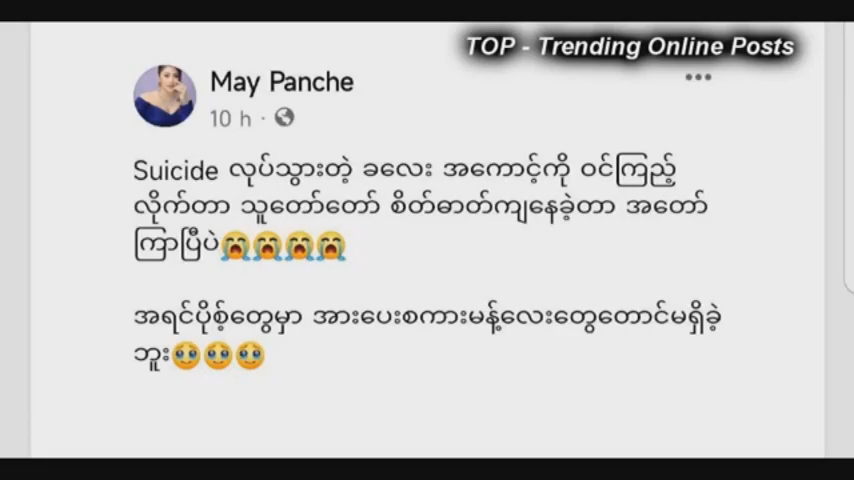 TOP - Trending Online Posts
May Panche
10 h ·
Suicide လုပ်သွားတဲ့ ခလေး အကောင့်ကို ဝင်ကြည့်
လိုက်တာ သူတော်တော် စိတ်ဓာတ်ကျနေခဲ့တာ အတော်
ကြာပြီပဲ😭😭😭😭
အရင်ပိုစ့်တွေမှာ အားပေးစကားမန့်လေးတွေတောင်မရှိခဲ့
ဘူး🥹🥹🥹